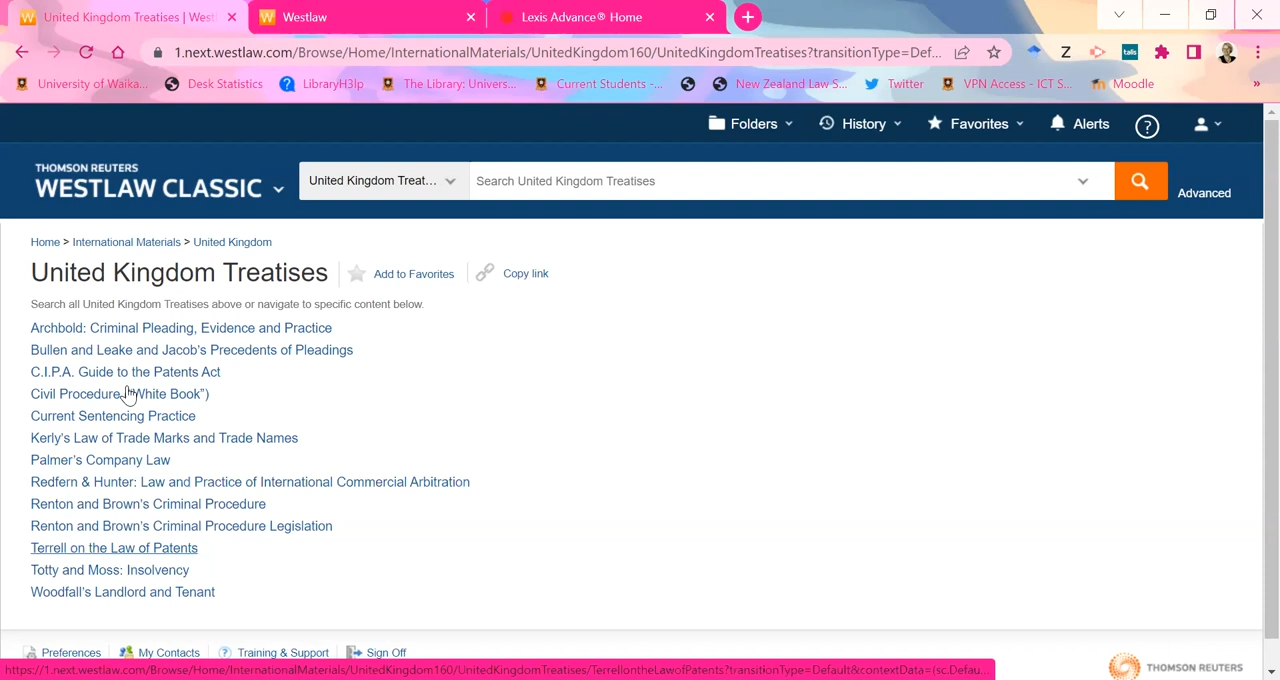 United Kingdom Treatises | Westl
Westlaw
Lexis Advance® Home
1.next.westlaw.com/Browse/Home/InternationalMaterials/UnitedKingdom160/UnitedKingdomTreatises?transitionType=Def...
University of Waika...
Desk Statistics
LibraryH3lp
The Library: Univers...
Current Students -...
New Zealand Law S...
Twitter
VPN Access - ICT S...
Moodle
»
Folders
History
Favorites
Alerts
THOMSON REUTERS
WESTLAW CLASSIC
United Kingdom Treat...
Search United Kingdom Treatises
Advanced
Home > International Materials > United Kingdom
United Kingdom Treatises
Add to Favorites
Copy link
Search all United Kingdom Treatises above or navigate to specific content below.
Archbold: Criminal Pleading, Evidence and Practice
Bullen and Leake and Jacob's Precedents of Pleadings
C.I.P.A. Guide to the Patents Act
Civil Procedure White Book")
Current Sentencing Practice
Kerly's Law of Trade Marks and Trade Names
Palmer's Company Law
Redfern & Hunter: Law and Practice of International Commercial Arbitration
Renton and Brown's Criminal Procedure
Renton and Brown's Criminal Procedure Legislation
Terrell on the Law of Patents
Totty and Moss: Insolvency
Woodfall's Landlord and Tenant
Preferences
My Contacts
Training & Support
Sign Off
THOMSON REUTERS
https://1.next.westlaw.com/Browse/Home/InternationalMaterials/UnitedKingdom160/UnitedKingdomTreatises/TerrellontheLawofPatents?transitionType=Default&contextData=(sc.Defau...